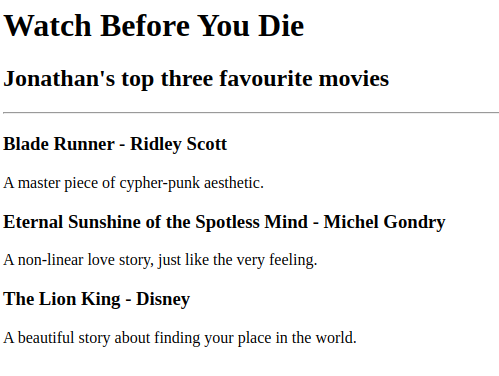 Watch Before You Die
Jonathan's top three favourite movies
Blade Runner - Ridley Scott
A master piece of cypher-punk aesthetic.
Eternal Sunshine of the Spotless Mind - Michel Gondry
A non-linear love story, just like the very feeling.
The Lion King - Disney
A beautiful story about finding your place in the world.